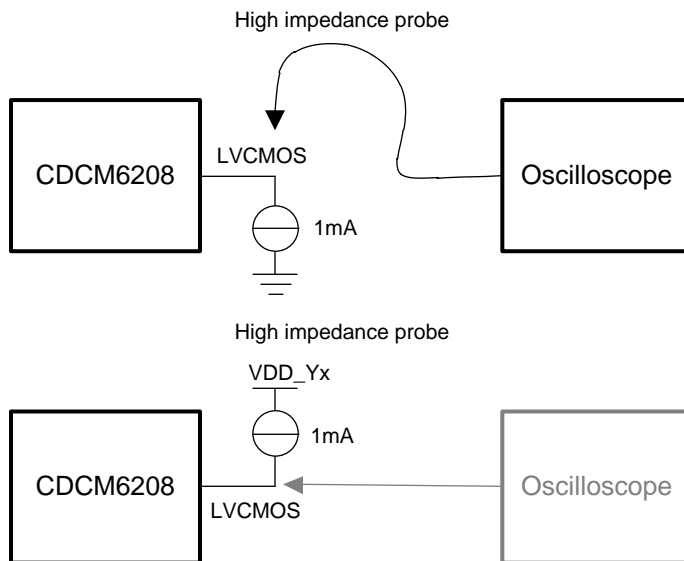 High impedance probe
CDCM6208
LVCMOS
Oscilloscope
1mA
High impedance probe
VDD_Yx
1mA
CDCM6208
Oscilloscope
LVCMOS